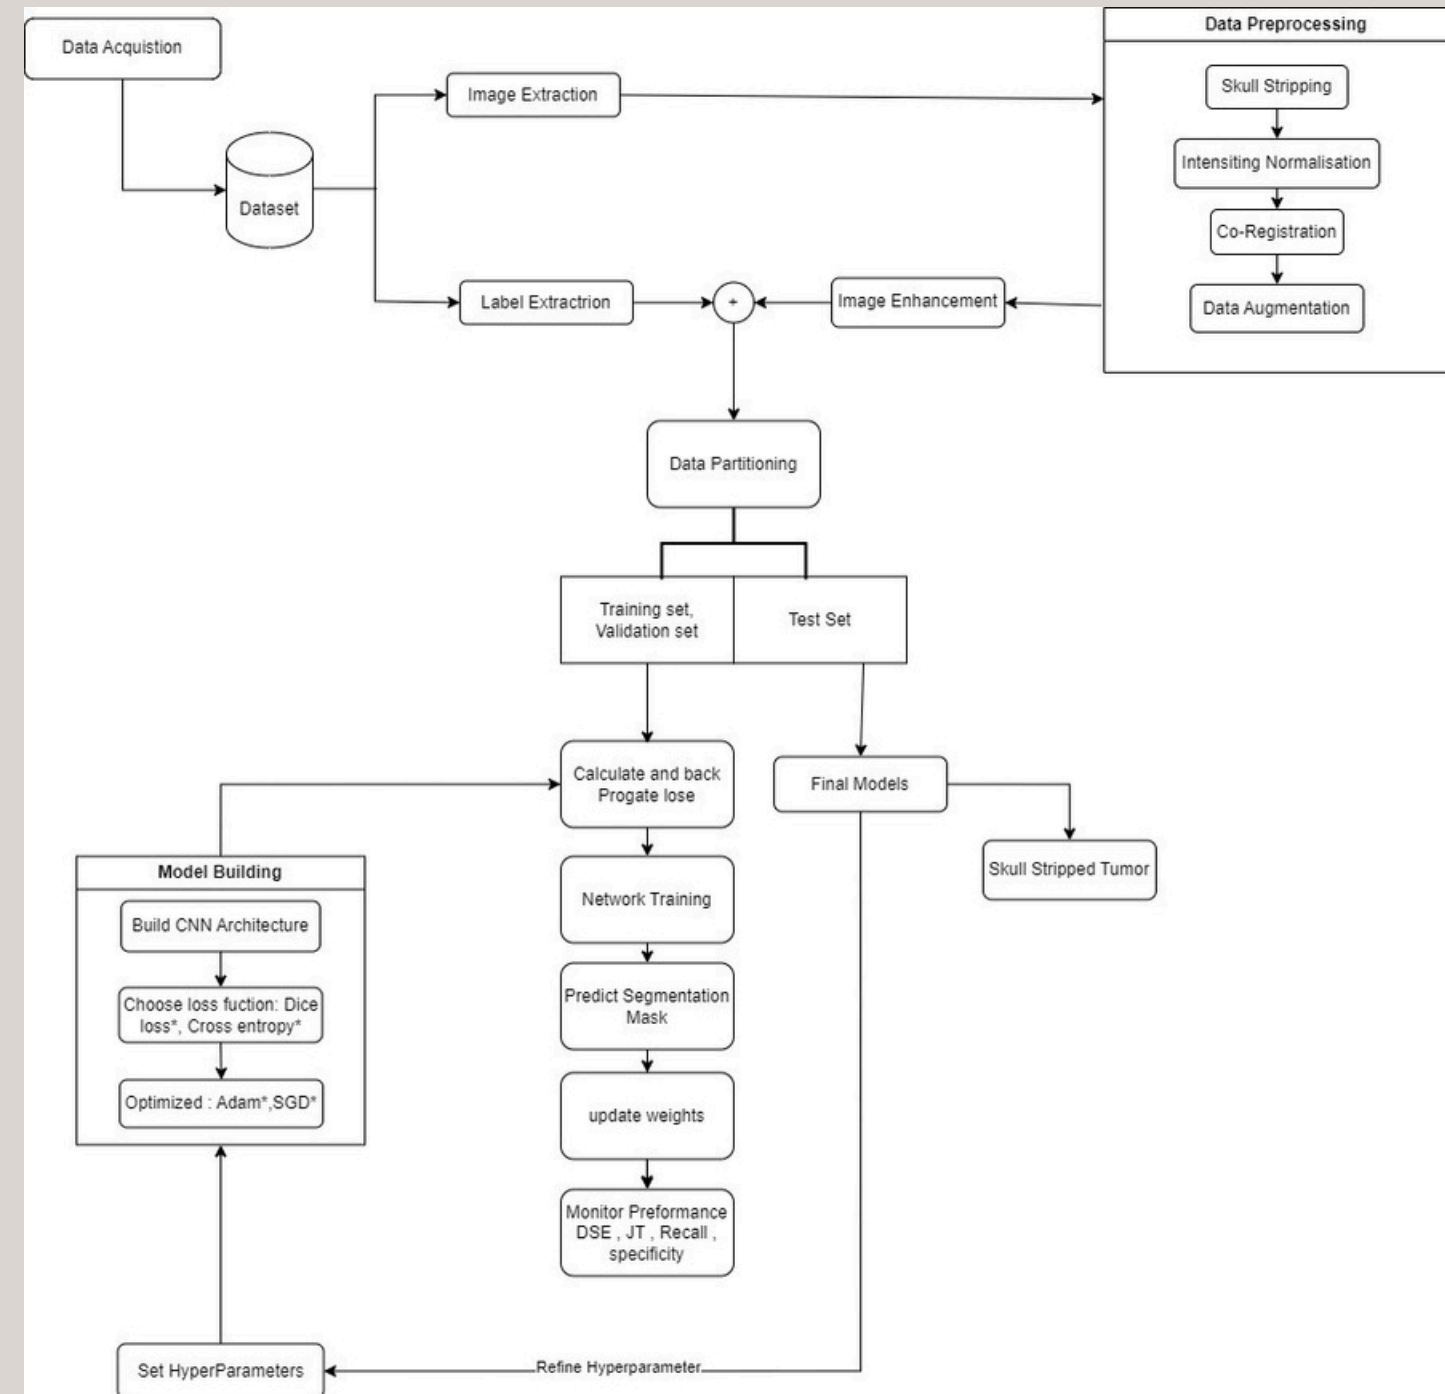 Data Acquistion
Data Preprocessing
Image Extraction
Skull Stripping
Intensiting Normalisation
Dataset
Co-Registration
Label Extractrion
+
Image Enhancement
Data Augmentation
Data Partitioning
Training set,
Validation set
Test Set
Calculate and back
Progate lose
Final Models
Skull Stripped Tumor
Model Building
Build CNN Architecture
Choose loss fuction: Dice
loss*, Cross entropy*
Optimized : Adam*,SGD*
Network Training
Predict Segmentation
Mask
update weights
Monitor Preformance
DSE , JT , Recall ,
specificity
Set HyperParameters
Refine Hyperparameter